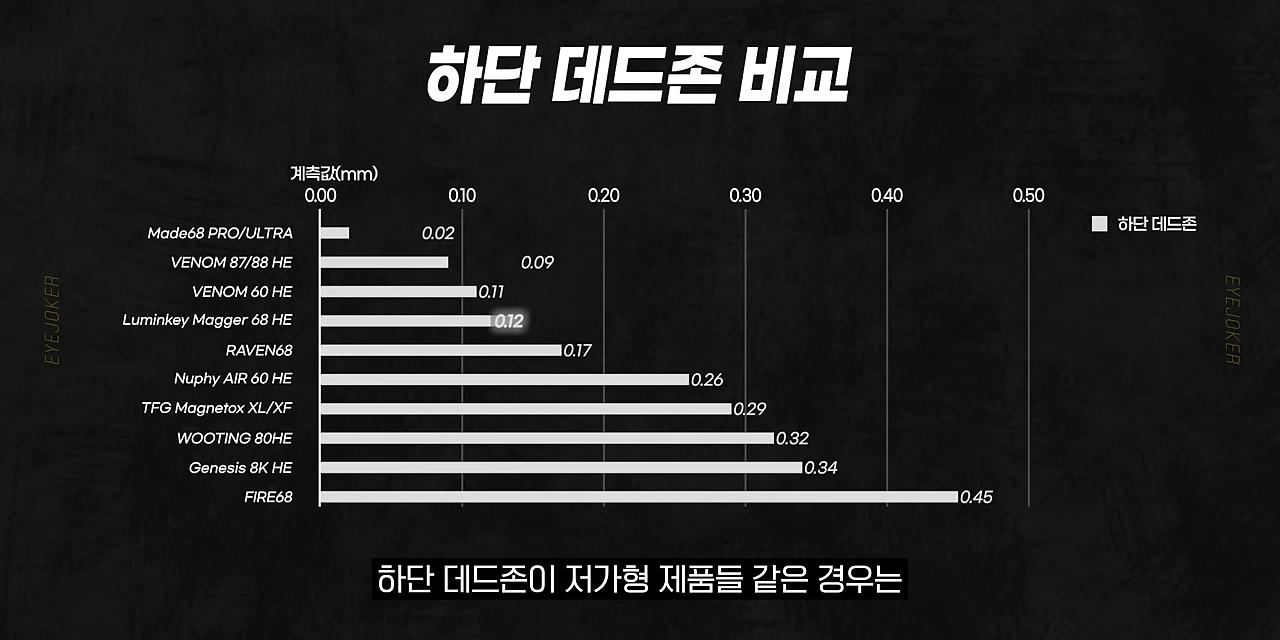 하단 데드존 비교
계측값(mm)
0.00 0.10 0.20 0.30 0.40 0.50
하단 데드존
Made68 PRO/ULTRA 0.02
VENOM 87/88 HE 0.09
VENOM 60 HE 0.11
Luminkey Magger 68 HE 0.12
RAVEN68 0.17
Nuphy AIR 60 HE 0.26
TFG Magnetox XL/XF 0.29
WOOTING 80HE 0.32
Genesis 8K HE 0.34
FIRE68 0.45
EYEJOKER
EYEJOKER
하단 데드존이 저가형 제품들 같은 경우는